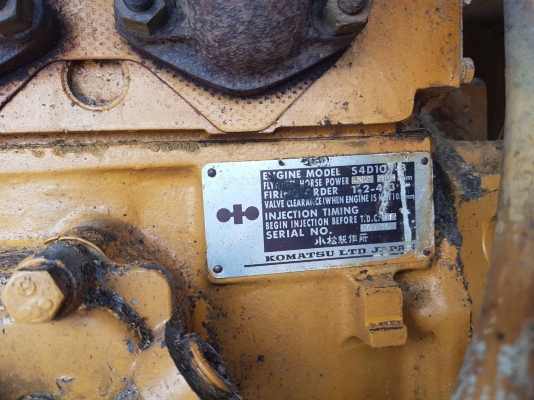 ENGINE MODEL
FLYWHEEL HORSE POWER
FIRING ORDER 1-2-4-3
VALVE CLEARANCE (WHEN ENGINE IS HOT)
INJECTION TIMING
BEGIN INJECTION BEFORE T.D.C.
SERIAL NO.
小松製作所
KOMATSU LTD JAPAN